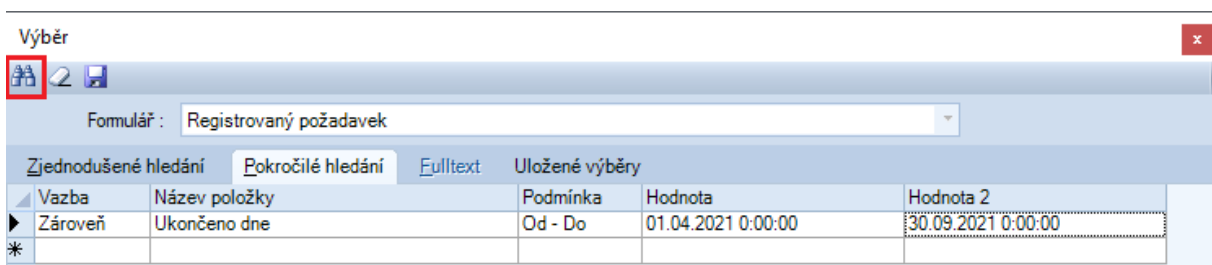 Výběr
x
Formulář : Registrovaný požadavek
Zjednodušené hledání Pokročilé hledání Fulltext Uložené výběry
Vazba Název položky Podmínka Hodnota Hodnota 2
Zároveň Ukončeno dne Od - Do 01.04.2021 0:00:00 30.09.2021 0:00:00